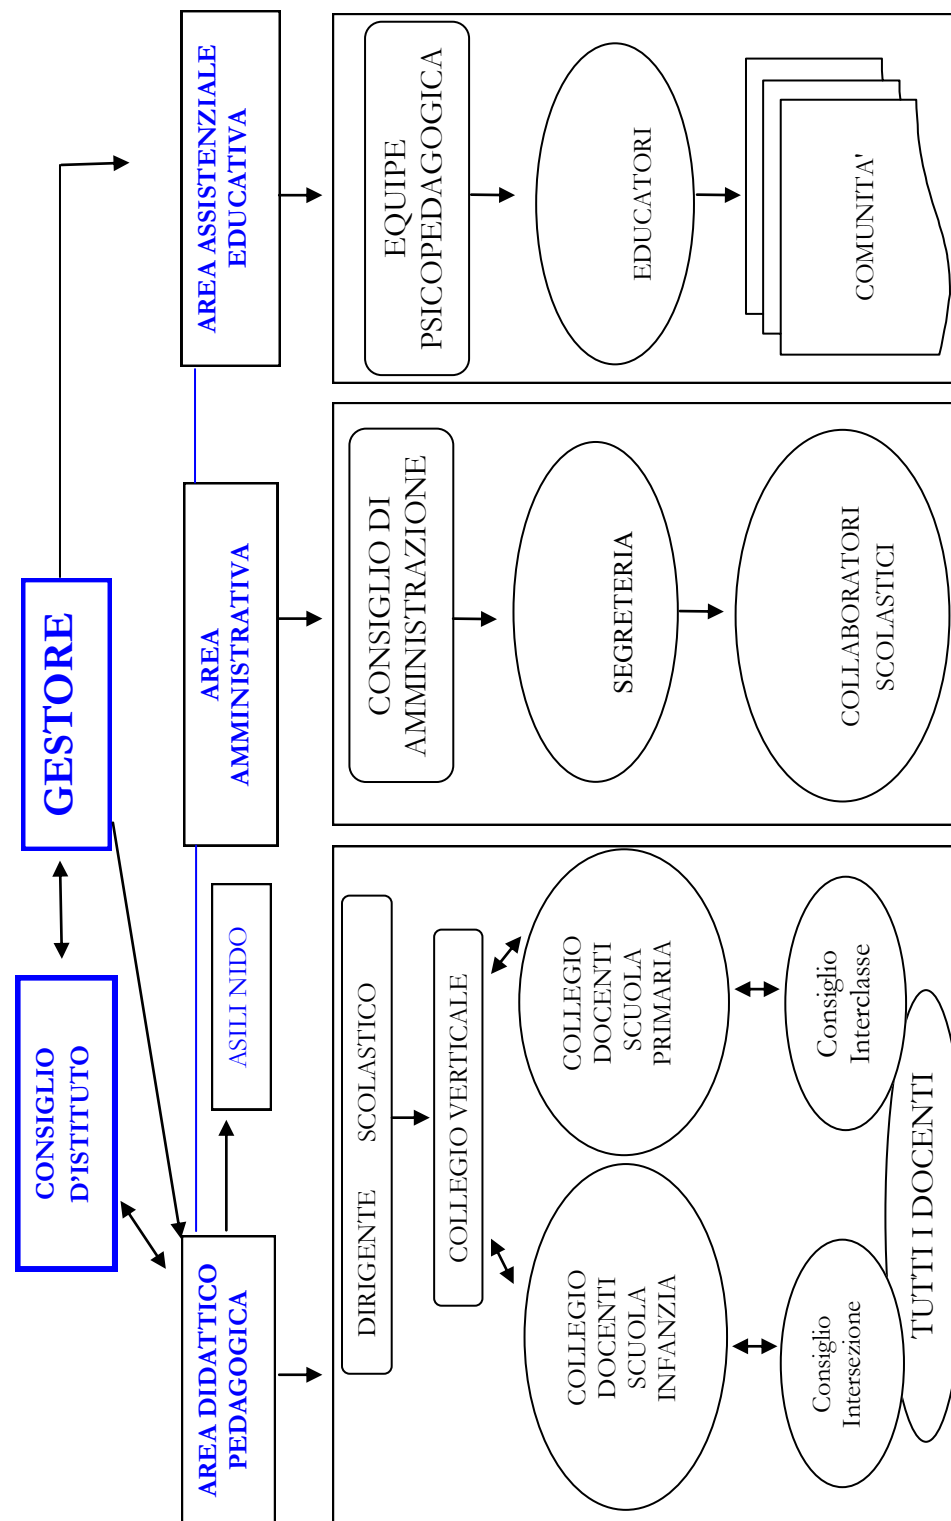 CONSIGLIO
D'ISTITUTO
GESTORE
AREA DIDATTICO
PEDAGOGICA
ASILI NIDO
AREA
AMMINISTRATIVA
AREA ASSISTENZIALE
EDUCATIVA
DIRIGENTE SCOLASTICO
COLLEGIO VERTICALE
COLLEGIO
DOCENTI
SCUOLA
INFANZIA
COLLEGIO
DOCENTI
SCUOLA
PRIMARIA
Consiglio
Intersezione
Consiglio
Interclasse
TUTTI I DOCENTI
CONSIGLIO DI
AMMINISTRAZIONE
SEGRETERIA
COLLABORATORI
SCOLASTICI
EQUIPE
PSICOPEDAGOGICA
EDUCATORI
COMUNITA'